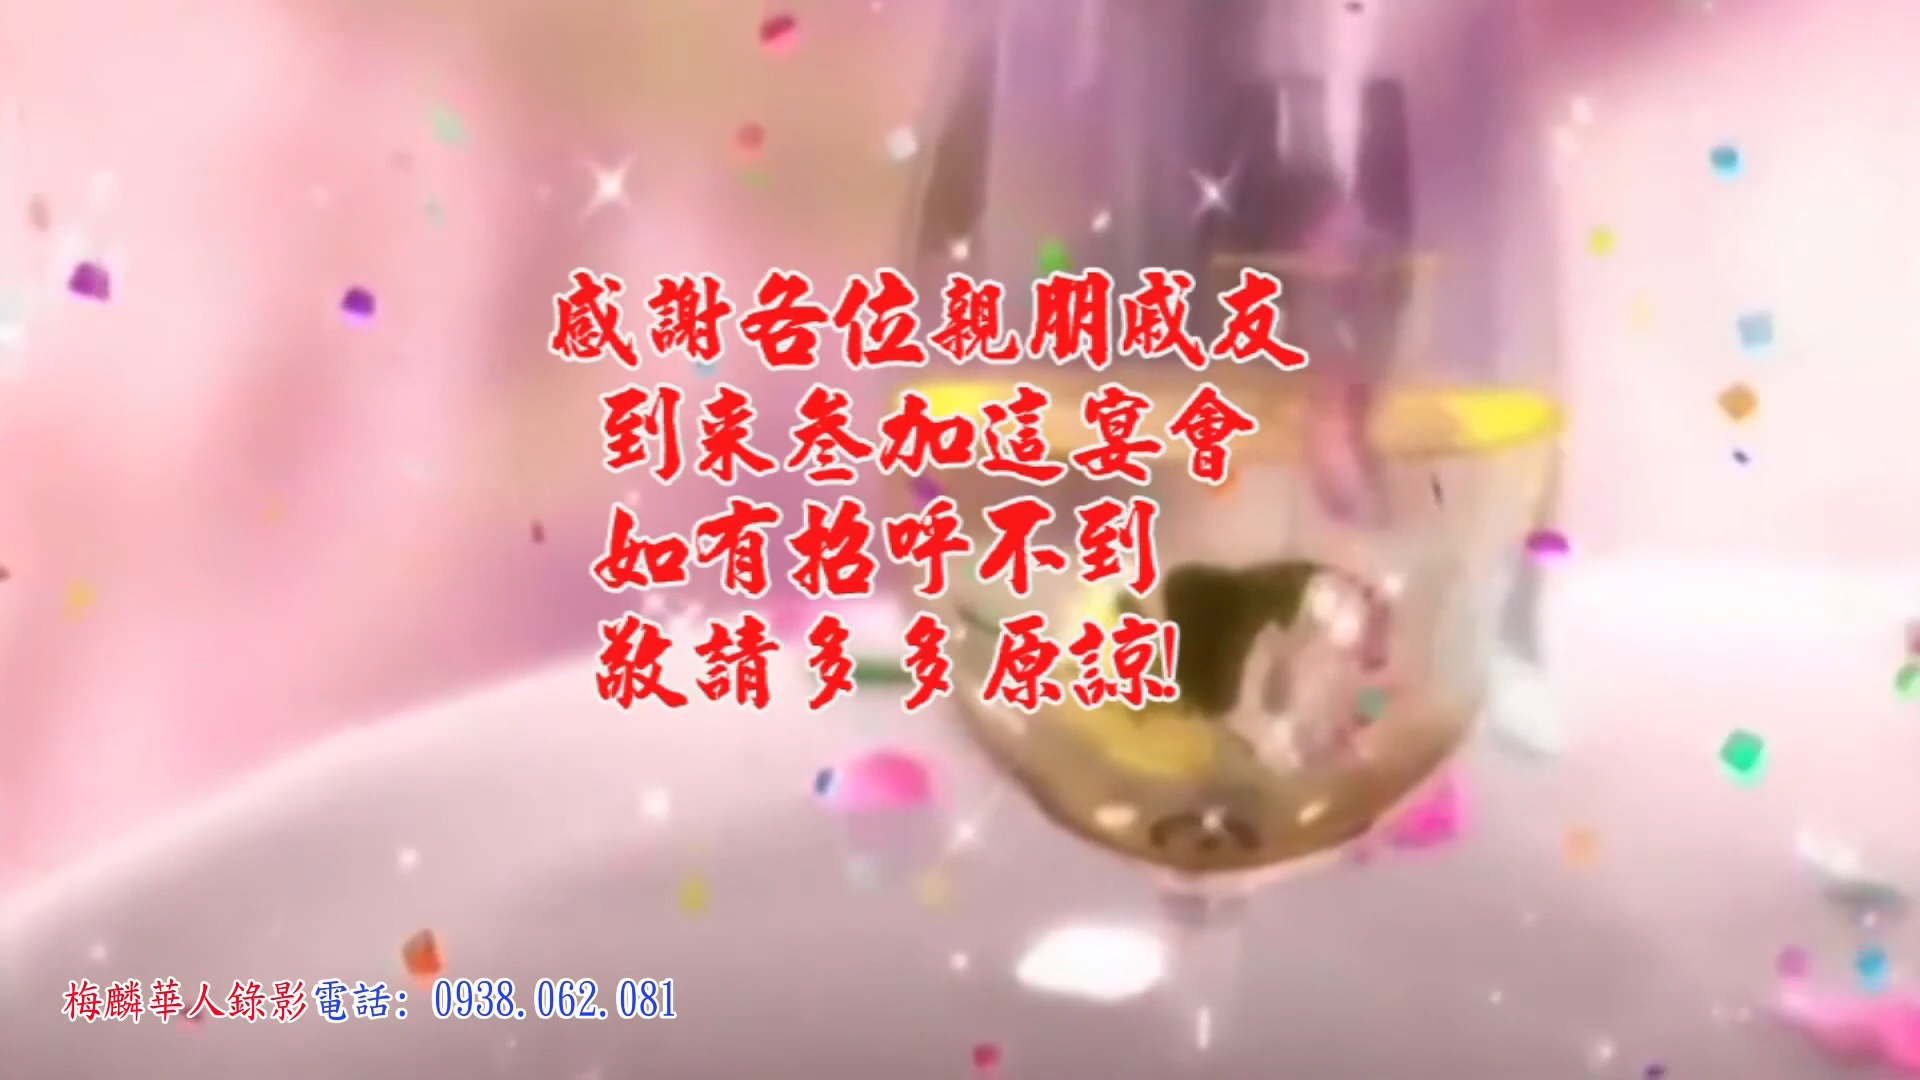 感謝各位親朋戚友
到来叁加這宴會
如有招呼不到
敬請多多原諒!
梅麟華人錄影電話: 0938.062.081